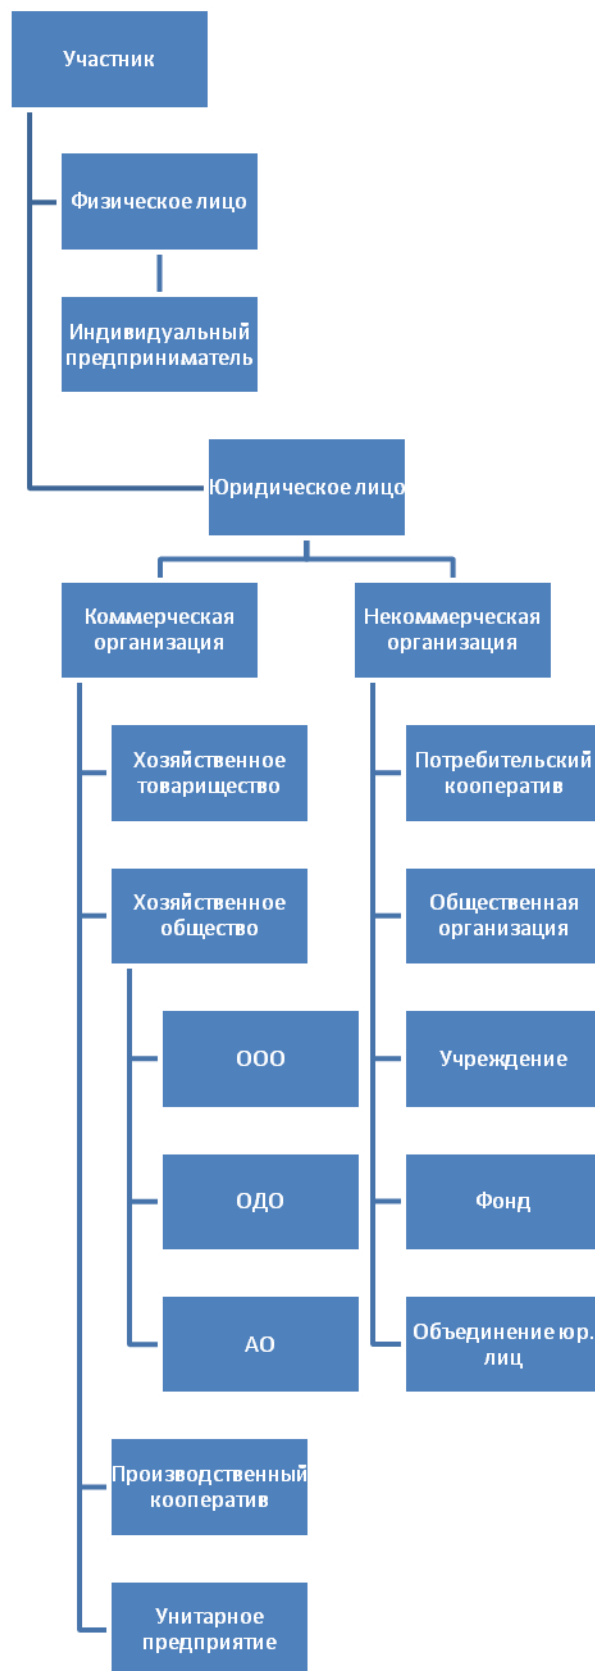 Участник
Физическое лицо
Индивидуальный
предприниматель
Юридическое лицо
Коммерческая
организация
Некоммерческая
организация
Хозяйственное
товарищество
Потребительский
кооператив
Хозяйственное
общество
Общественная
организация
ООО
Учреждение
ОДО
Фонд
АО
Объединение юр.
лиц
Производственный
кооператив
Унитарное
предприятие